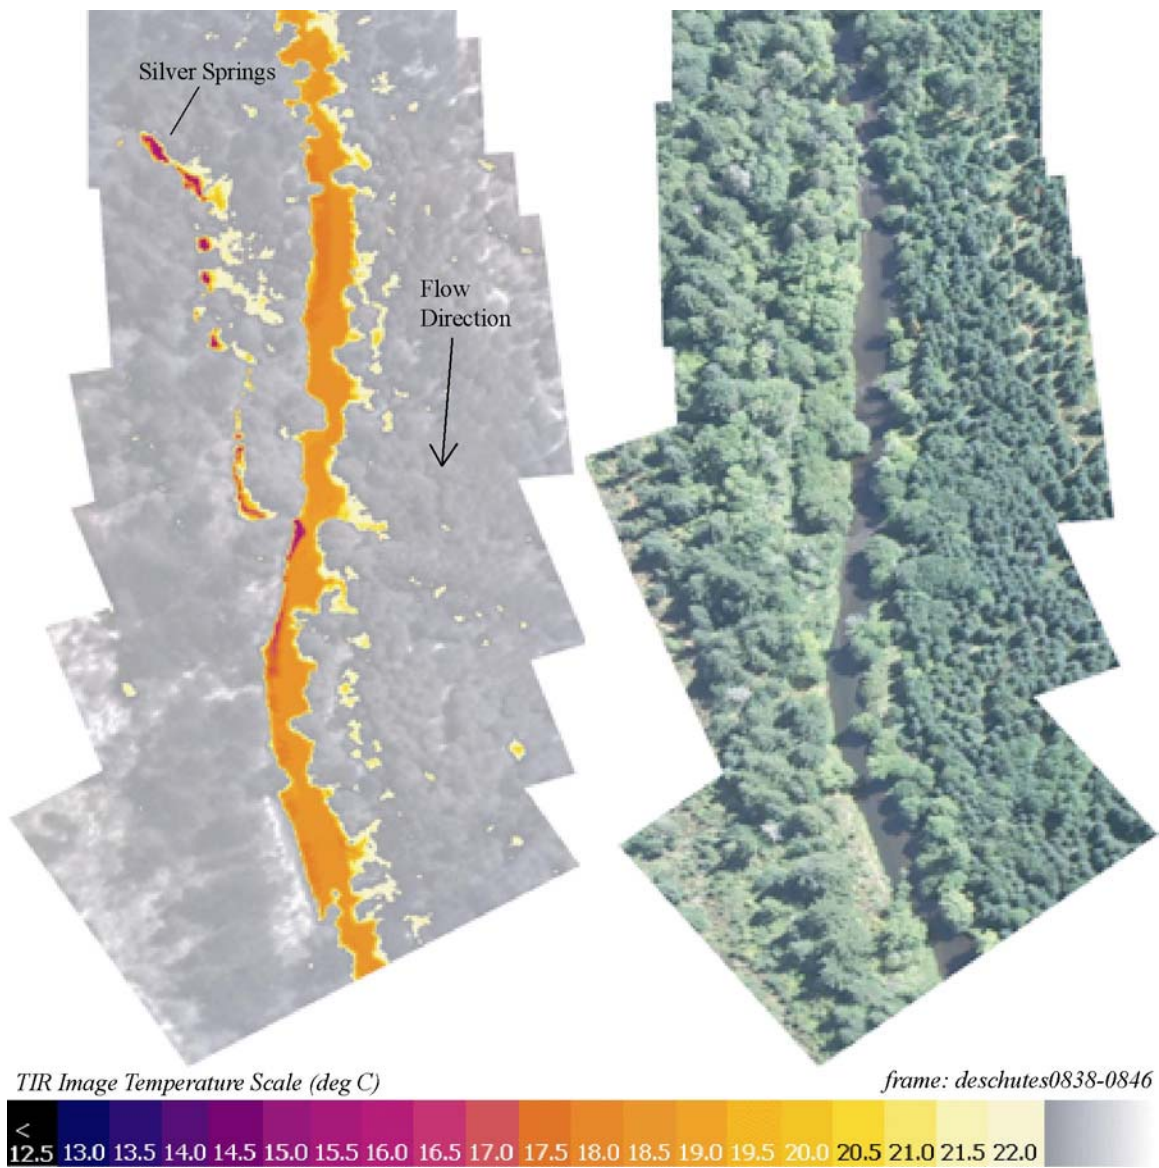 Silver Springs
Flow
Direction
TIR Image Temperature Scale (deg C)
frame: deschutes0838-0846
<
12.5 13.0 13.5 14.0 14.5 15.0 15.5 16.0 16.5 17.0 17.5 18.0 18.5 19.0 19.5 20.0 20.5 21.0 21.5 22.0